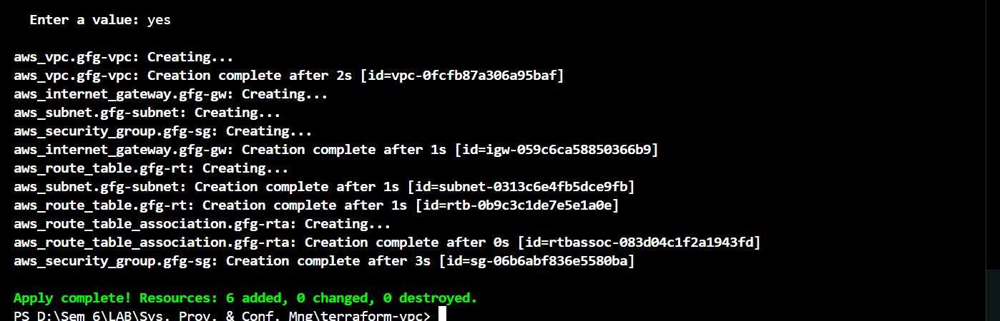 Enter a value: yes
aws_vpc.gfg-vpc: Creating...
aws_vpc.gfg-vpc: Creation complete after 2s [id=vpc-0fcfb87a306a95baf]
aws_internet_gateway.gfg-gw: Creating...
aws_subnet.gfg-subnet: Creating...
aws_security_group.gfg-sg: Creating...
aws_internet_gateway.gfg-gw: Creation complete after 1s [id=igw-059c6ca58850366b9]
aws_route_table.gfg-rt: Creating...
aws_subnet.gfg-subnet: Creation complete after 1s [id=subnet-0313c6e4fb5dce9fb]
aws_route_table.gfg-rt: Creation complete after 1s [id=rtb-0b9c3c1de7e5e1a0e]
aws_route_table_association.gfg-rta: Creating...
aws_route_table_association.gfg-rta: Creation complete after 0s [id=rtbassoc-083d04c1f2a1943fd]
aws_security_group.gfg-sg: Creation complete after 3s [id=sg-06b6abf836e5580ba]
Apply complete! Resources: 6 added, 0 changed, 0 destroyed.
PS D:\Sem 6\LAB\Sys. Prov. & Conf. Mng\terraform-vpc>